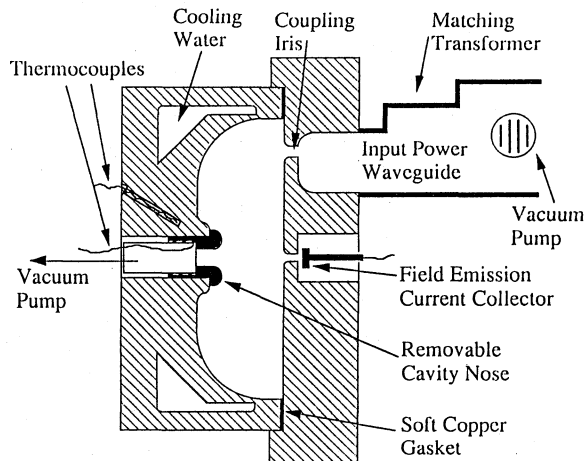 Cooling
Water
Coupling
Iris
Matching
Transformer
Thermocouples
Input Power
Waveguide
Vacuum
Pump
Vacuum
Pump
Field Emission
Current Collector
Removable
Cavity Nose
Soft Copper
Gasket